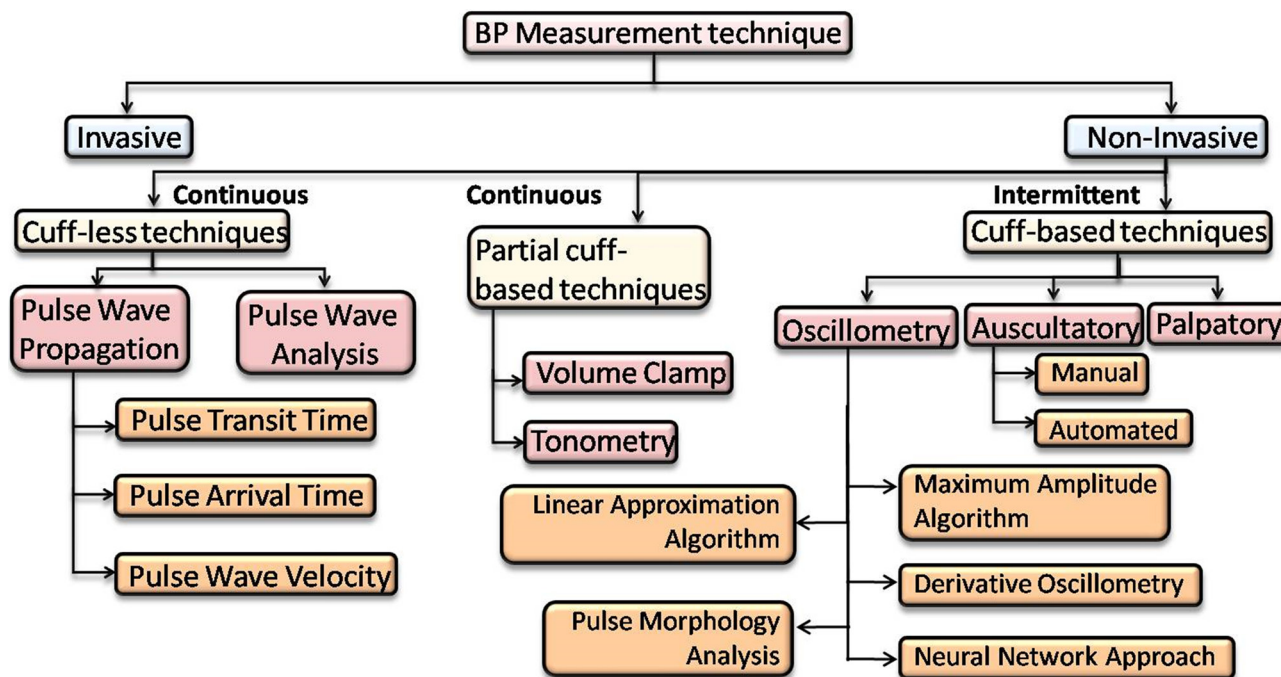 BP Measurement technique
Invasive
Non-Invasive
Continuous
Continuous
Intermittent
Cuff-less techniques
Partial cuff-
based techniques
Cuff-based techniques
Pulse Wave
Propagation
Pulse Wave
Analysis
Oscillometry
Auscultatory
Palpatory
Volume Clamp
Tonometry
Manual
Automated
Pulse Transit Time
Pulse Arrival Time
Pulse Wave Velocity
Linear Approximation
Algorithm
Maximum Amplitude
Algorithm
Derivative Oscillometry
Pulse Morphology
Analysis
Neural Network Approach